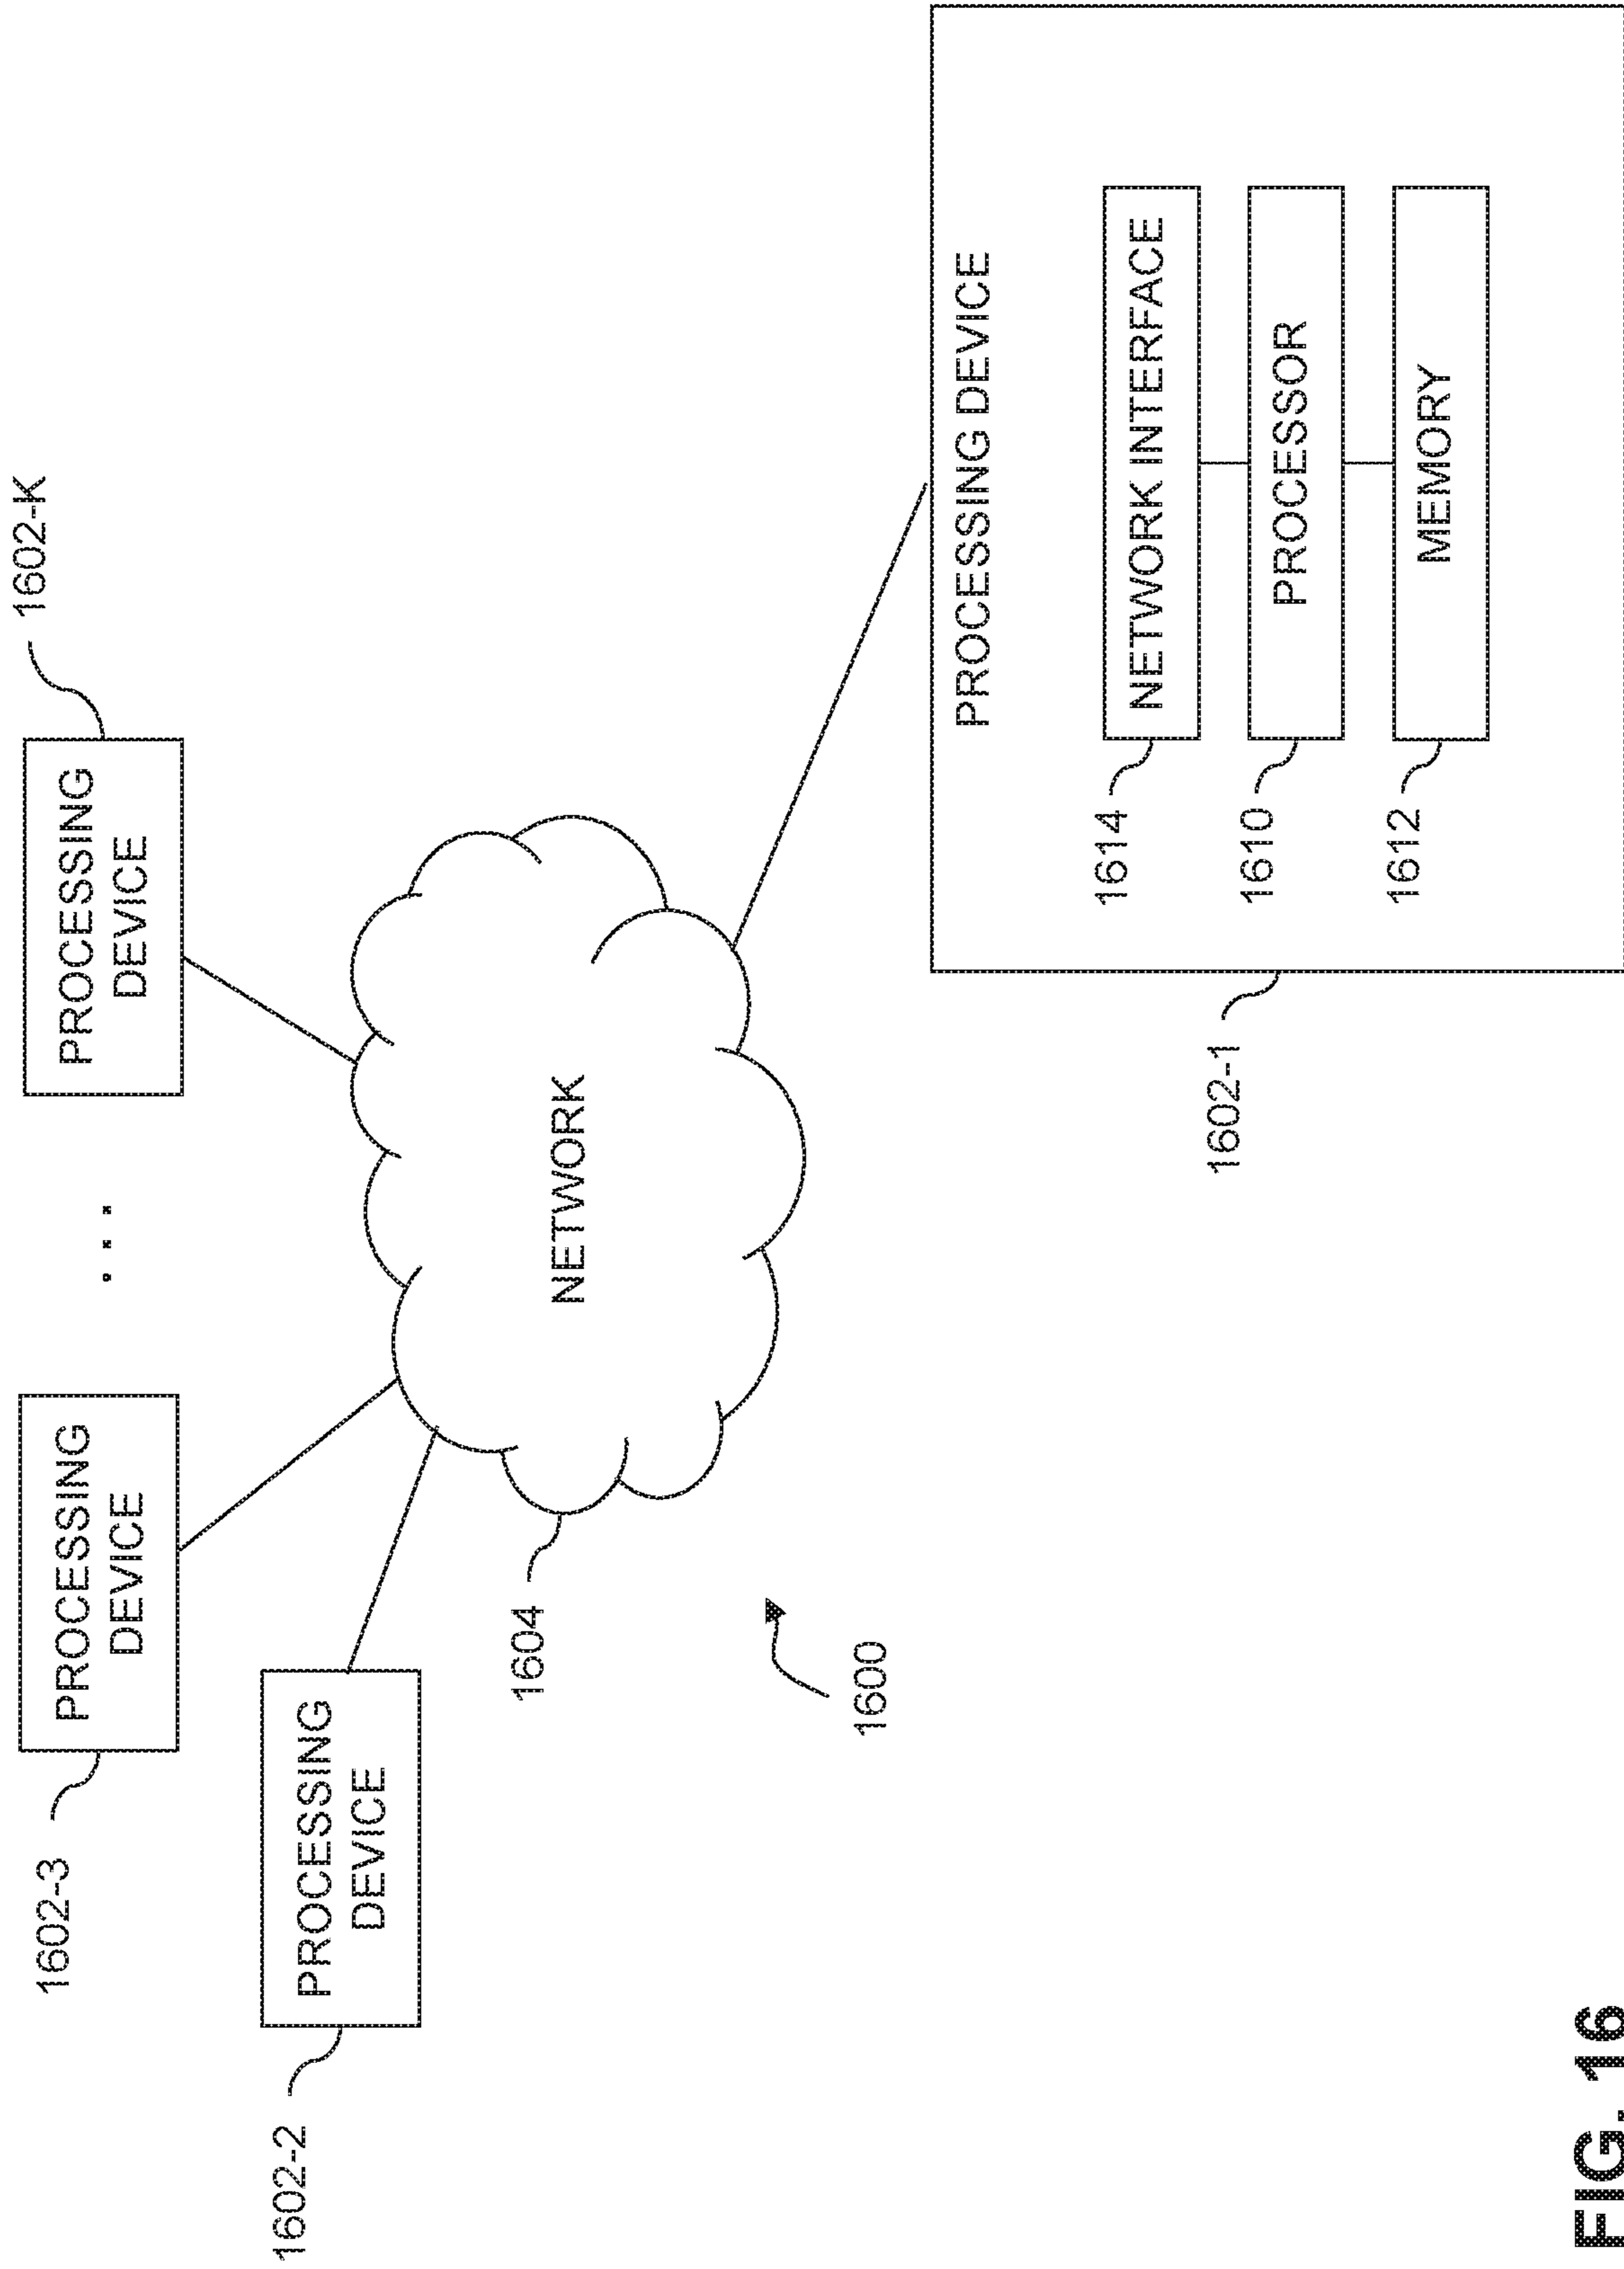 1602-2
PROCESSING
DEVICE
1602-3
PROCESSING
DEVICE
. . .
PROCESSING
DEVICE
1602-K
1604
NETWORK
1600
1602-1
PROCESSING DEVICE
1614
NETWORK INTERFACE
1610
PROCESSOR
1612
MEMORY
FIG. 16